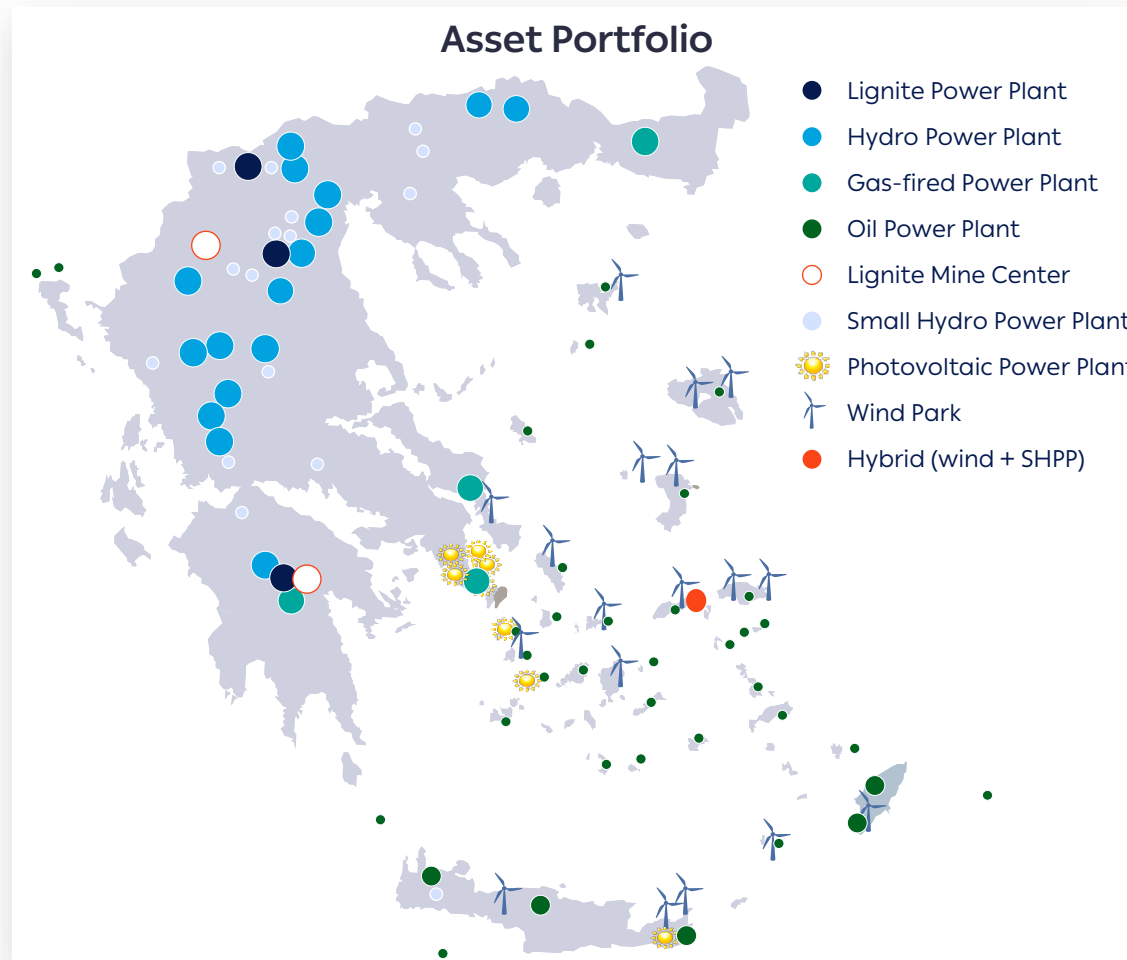 Asset Portfolio
Lignite Power Plant
Hydro Power Plant
Gas-fired Power Plant
Oil Power Plant
Lignite Mine Center
Small Hydro Power Plant
Photovoltaic Power Plant
Wind Park
Hybrid (wind + SHPP)